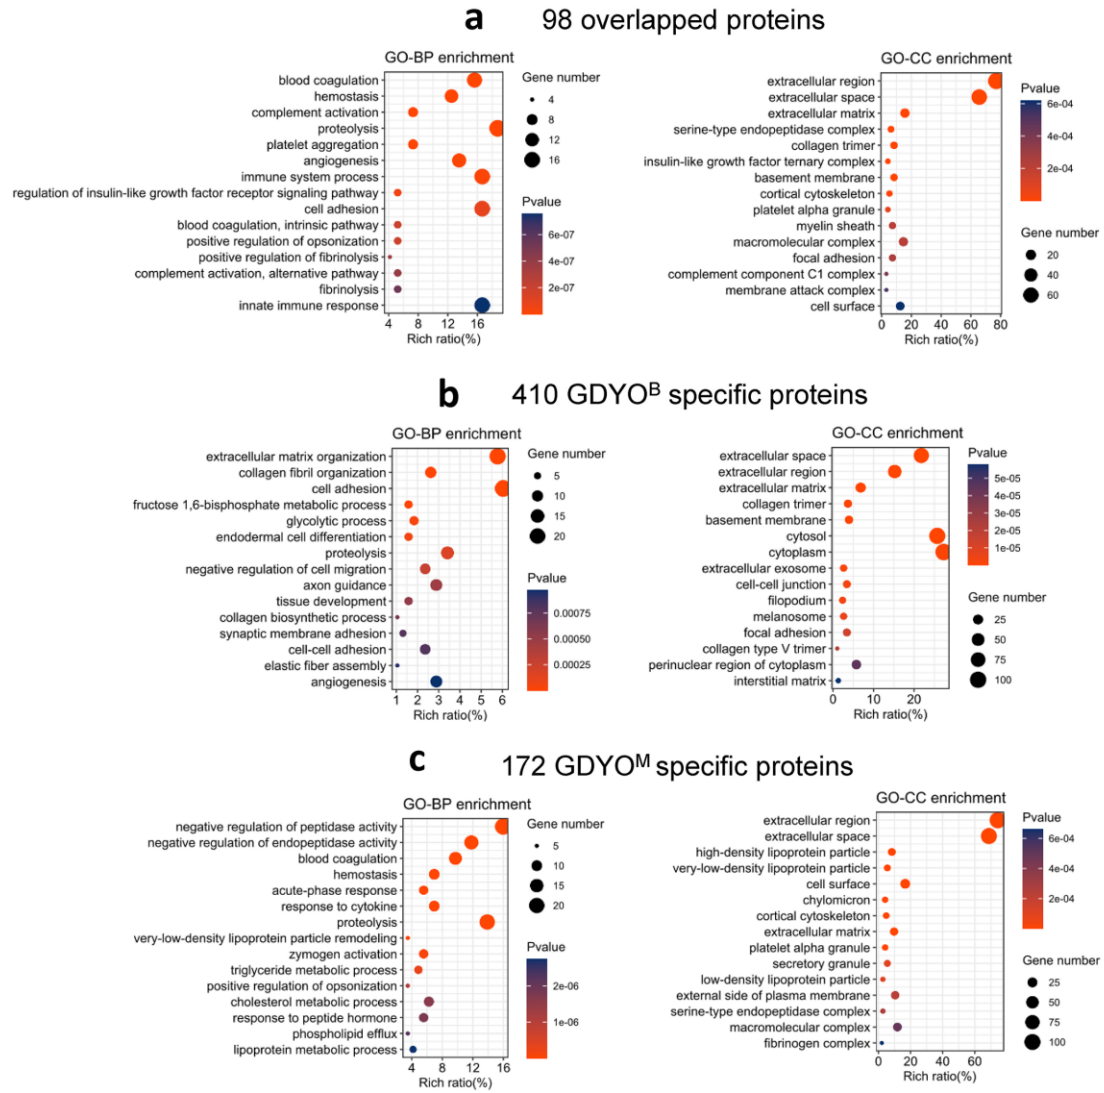 a 98 overlapped proteins
GO-BP enrichment
blood coagulation
hemostasis
complement activation
proteolysis
platelet aggregation
angiogenesis
immune system process
regulation of insulin-like growth factor receptor signaling pathway
cell adhesion
blood coagulation, intrinsic pathway
positive regulation of opsonization
positive regulation of fibrinolysis
complement activation, alternative pathway
fibrinolysis
innate immune response
4 8 12 16
Rich ratio(%)
Gene number
4
8
12
16
Pvalue
6e-07
4e-07
2e-07
GO-CC enrichment
extracellular region
extracellular space
extracellular matrix
serine-type endopeptidase complex
collagen trimer
insulin-like growth factor ternary complex
basement membrane
cortical cytoskeleton
platelet alpha granule
myelin sheath
macromolecular complex
focal adhesion
complement component C1 complex
membrane attack complex
cell surface
0 20 40 60 80
Rich ratio(%)
Pvalue
6e-04
4e-04
2e-04
Gene number
20
40
60
b 410 GDYOᴮ specific proteins
GO-BP enrichment
extracellular matrix organization
collagen fibril organization
cell adhesion
fructose 1,6-bisphosphate metabolic process
glycolytic process
endodermal cell differentiation
proteolysis
negative regulation of cell migration
axon guidance
tissue development
collagen biosynthetic process
synaptic membrane adhesion
cell-cell adhesion
elastic fiber assembly
angiogenesis
1 2 3 4 5 6
Rich ratio(%)
Gene number
5
10
15
20
Pvalue
0.00075
0.00050
0.00025
GO-CC enrichment
extracellular space
extracellular region
extracellular matrix
collagen trimer
basement membrane
cytosol
cytoplasm
extracellular exosome
cell-cell junction
filopodium
melanosome
focal adhesion
collagen type V trimer
perinuclear region of cytoplasm
interstitial matrix
0 10 20
Rich ratio(%)
Pvalue
5e-05
4e-05
3e-05
2e-05
1e-05
Gene number
25
50
75
100
c 172 GDYOᴹ specific proteins
GO-BP enrichment
negative regulation of peptidase activity
negative regulation of endopeptidase activity
blood coagulation
hemostasis
acute-phase response
response to cytokine
proteolysis
very-low-density lipoprotein particle remodeling
zymogen activation
triglyceride metabolic process
positive regulation of opsonization
cholesterol metabolic process
response to peptide hormone
phospholipid efflux
lipoprotein metabolic process
4 8 12 16
Rich ratio(%)
Gene number
5
10
15
20
Pvalue
2e-06
1e-06
GO-CC enrichment
extracellular region
extracellular space
high-density lipoprotein particle
very-low-density lipoprotein particle
cell surface
chylomicron
cortical cytoskeleton
extracellular matrix
platelet alpha granule
secretory granule
low-density lipoprotein particle
external side of plasma membrane
serine-type endopeptidase complex
macromolecular complex
fibrinogen complex
0 20 40 60
Rich ratio(%)
Pvalue
6e-04
4e-04
2e-04
Gene number
25
50
75
100